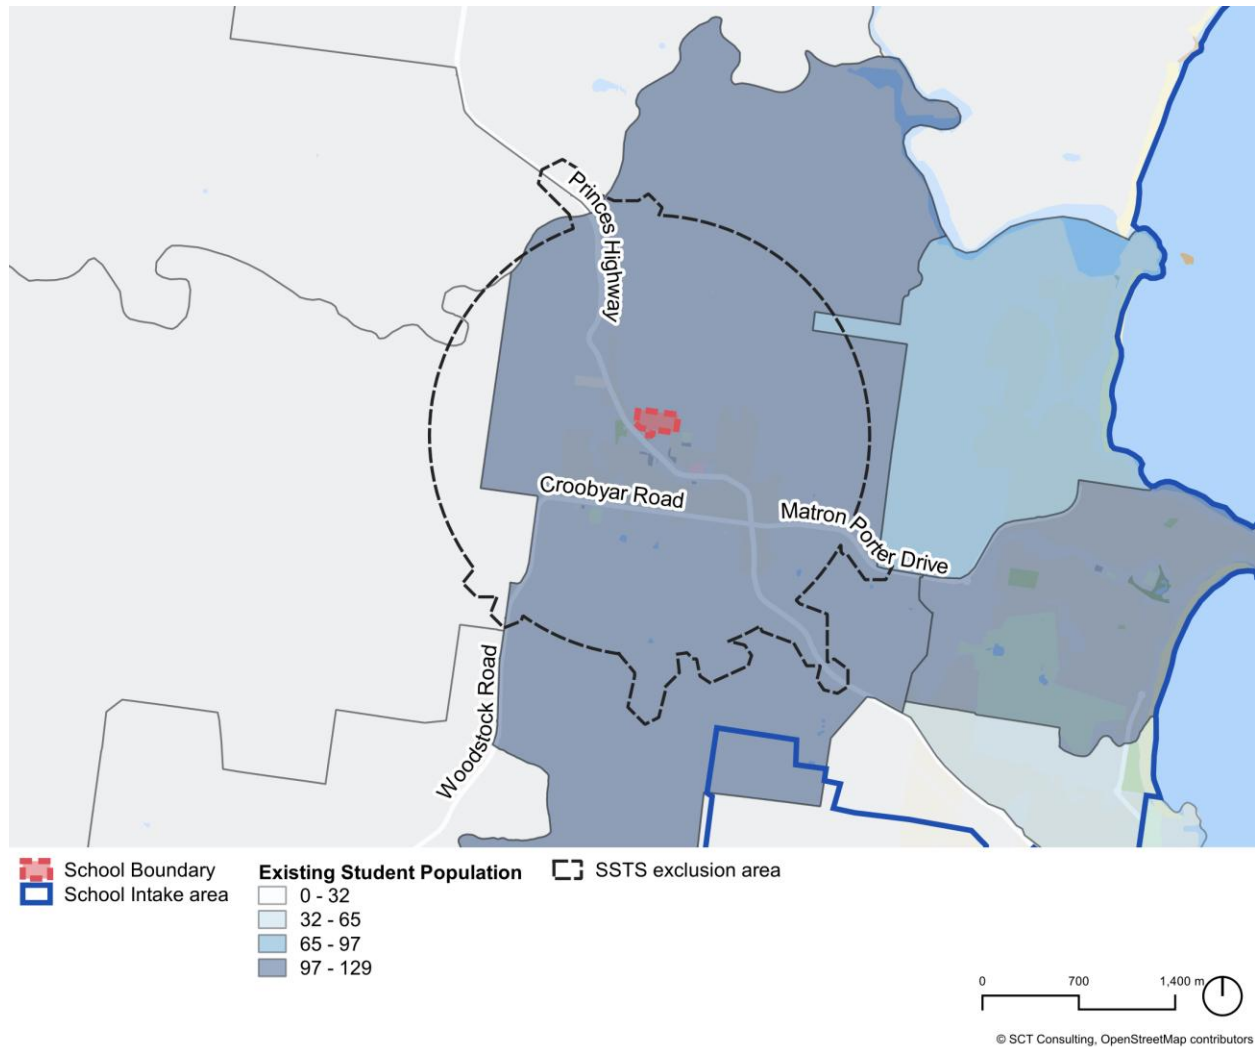 Princes Highway
Croobyar Road
Matron Porter Drive
Woodstock Road
School Boundary
School Intake area
Existing Student Population
0 - 32
32 - 65
65 - 97
97 - 129
SSTS exclusion area
0 700 1,400 m
© SCT Consulting, OpenStreetMap contributors